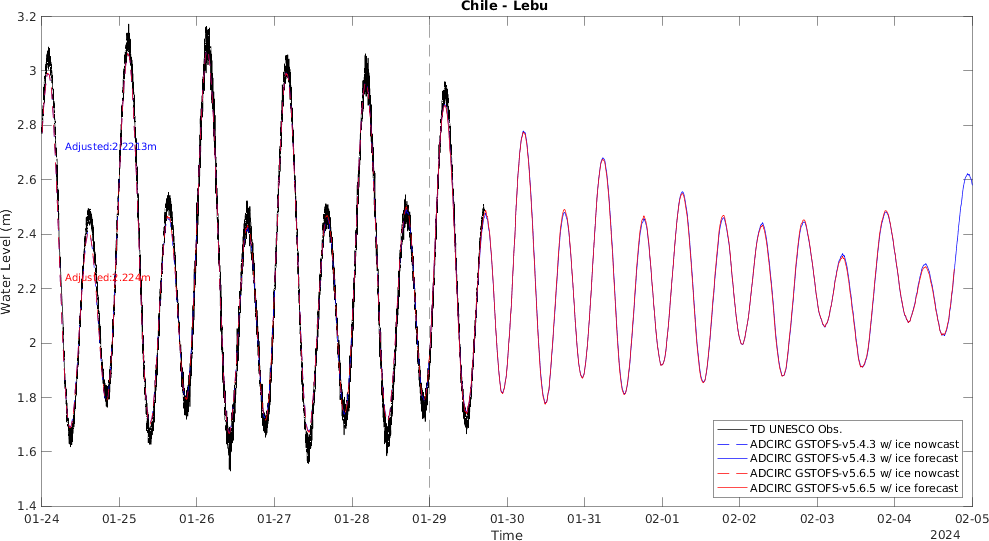 Chile - Lebu
3.2
3
2.8
2.6
2.4
2.2
2
1.8
1.6
1.4
Water Level (m)
Adjusted:2.2213m
Adjusted:2.224m
TD UNESCO Obs.
ADCIRC GSTOFS-v5.4.3 w/ ice nowcast
ADCIRC GSTOFS-v5.4.3 w/ ice forecast
ADCIRC GSTOFS-v5.6.5 w/ ice nowcast
ADCIRC GSTOFS-v5.6.5 w/ ice forecast
01-24 01-25 01-26 01-27 01-28 01-29 01-30 01-31 02-01 02-02 02-03 02-04 02-05
Time
2024